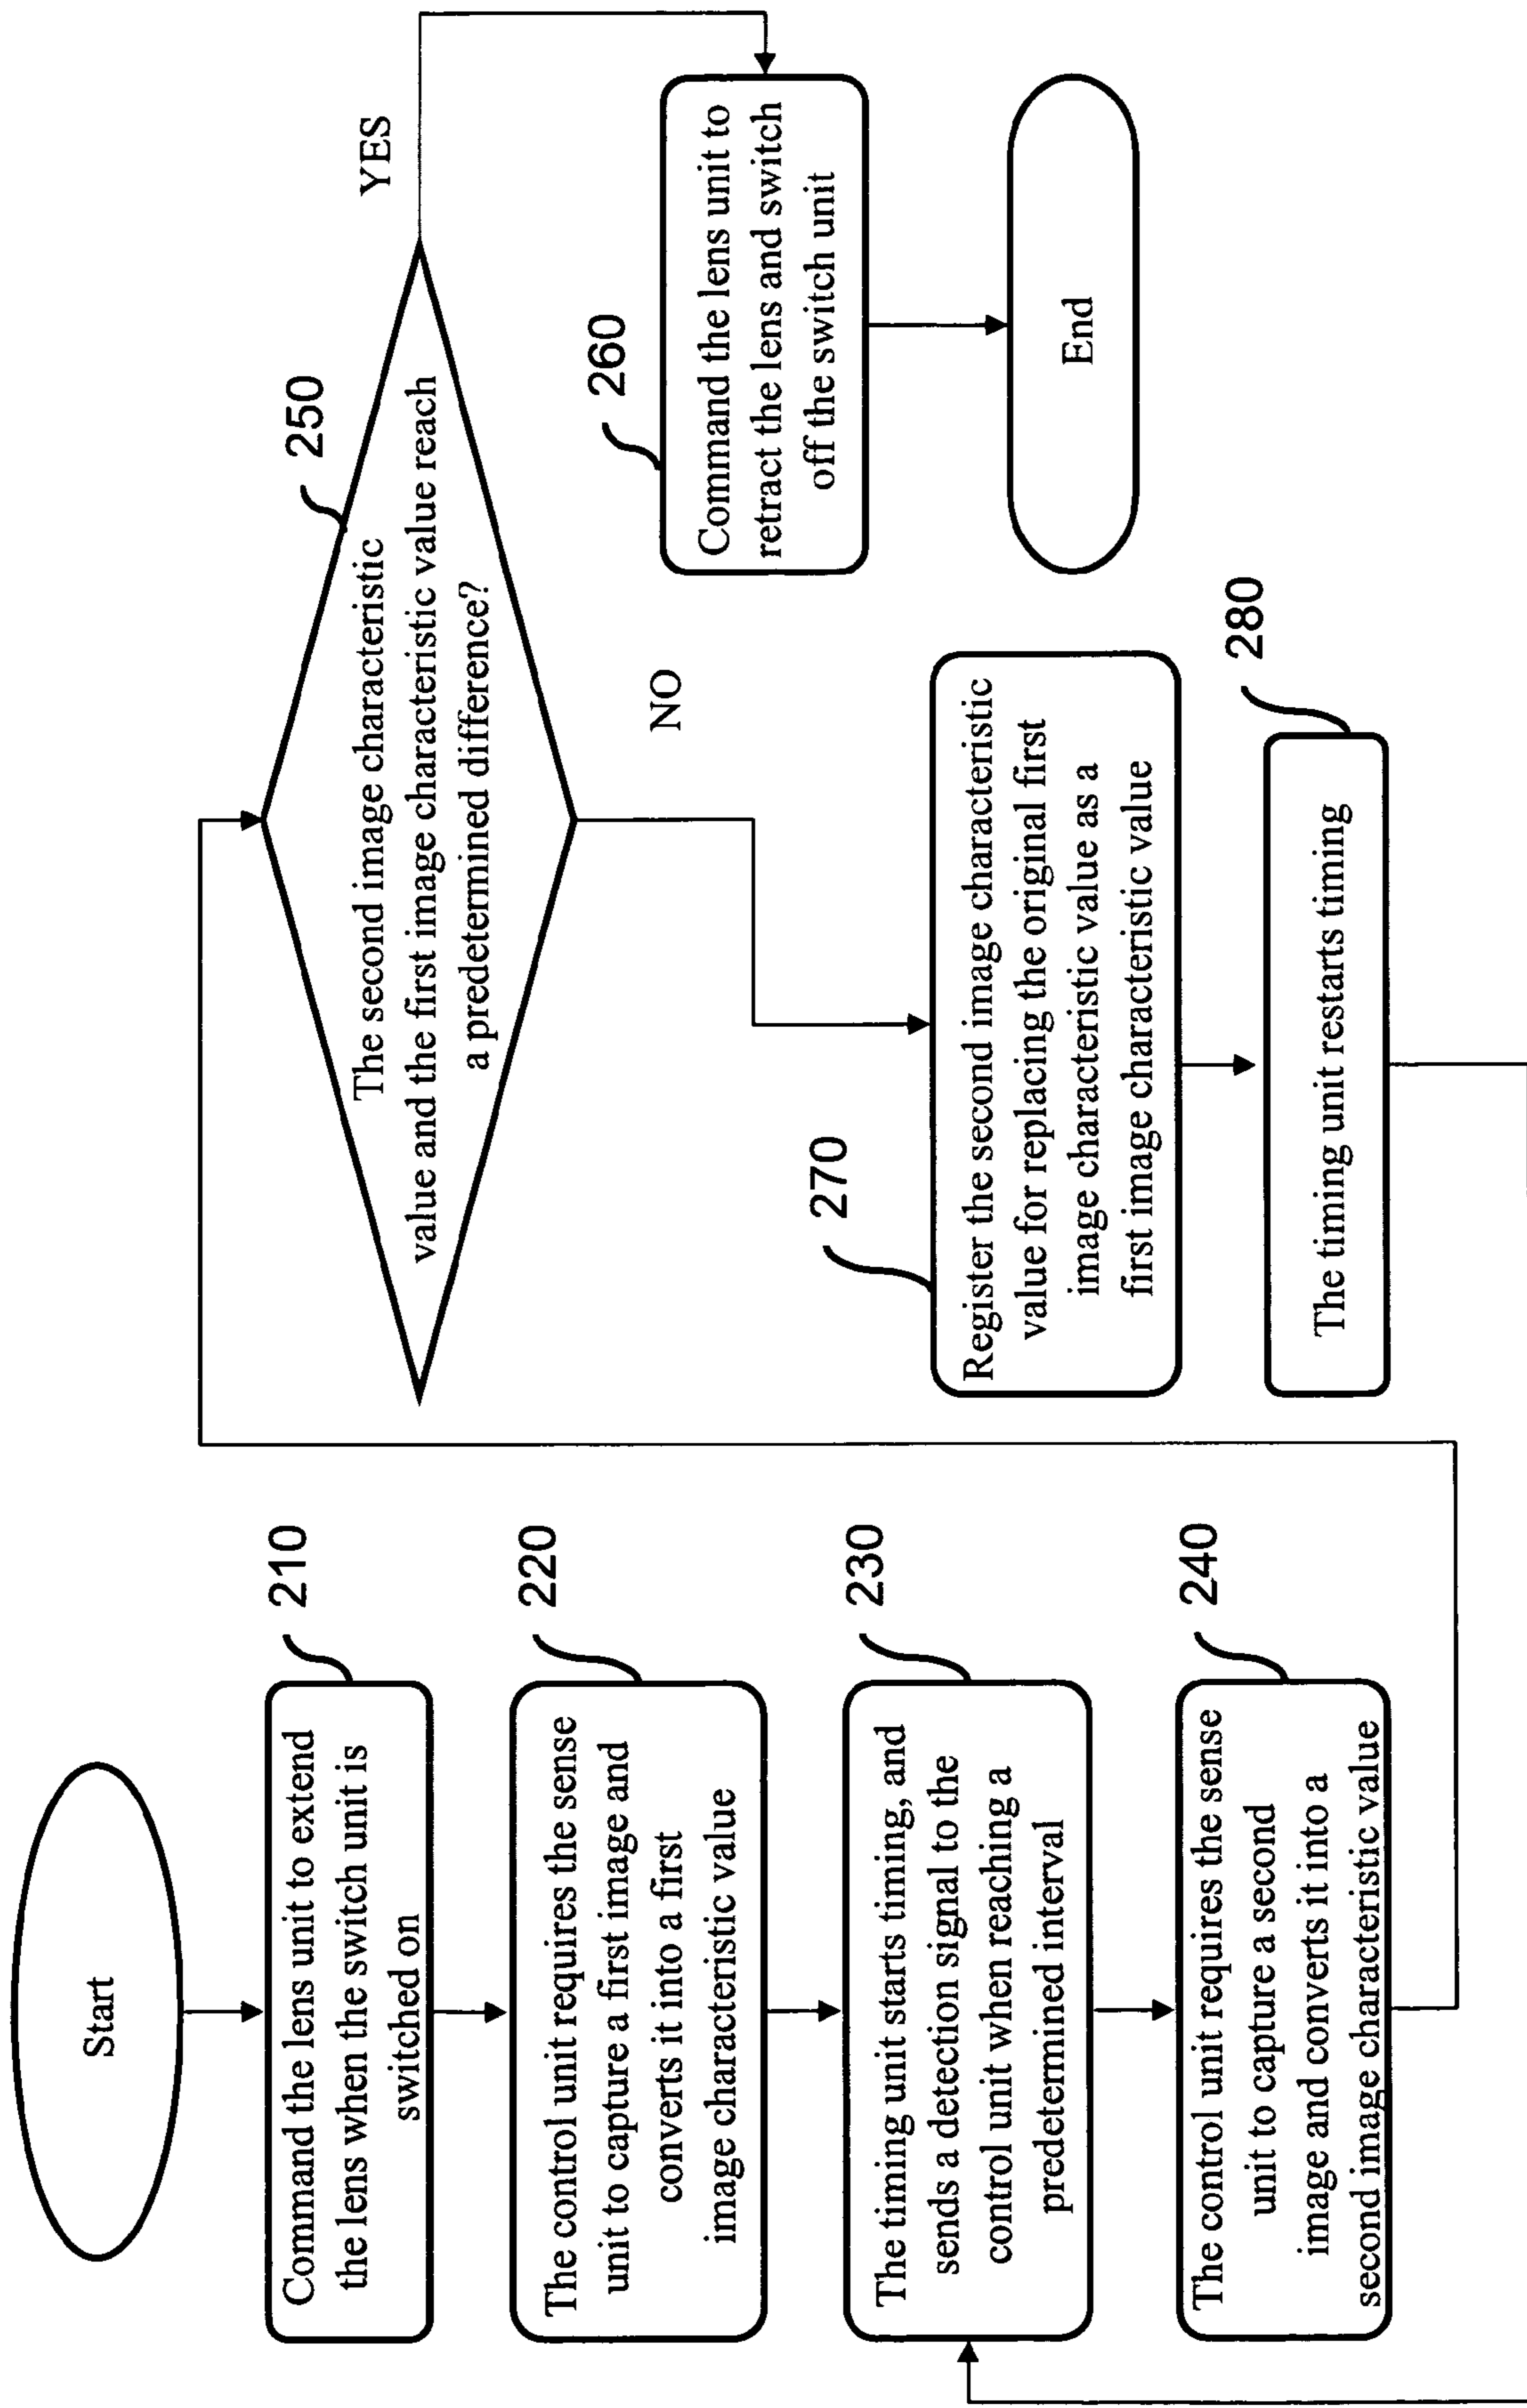 Start
210
Command the lens unit to extend
the lens when the switch unit is
switched on
220
The control unit requires the sense
unit to capture a first image and
converts it into a first
image characteristic value
230
The timing unit starts timing, and
sends a detection signal to the
control unit when reaching a
predetermined interval
240
The control unit requires the sense
unit to capture a second
image and converts it into a
second image characteristic value
250
The second image characteristic
value and the first image characteristic value reach
a predetermined difference?
YES
NO
260
Command the lens unit to
retract the lens and switch
off the switch unit
End
270
Register the second image characteristic
value for replacing the original first
image characteristic value as a
first image characteristic value
280
The timing unit restarts timing